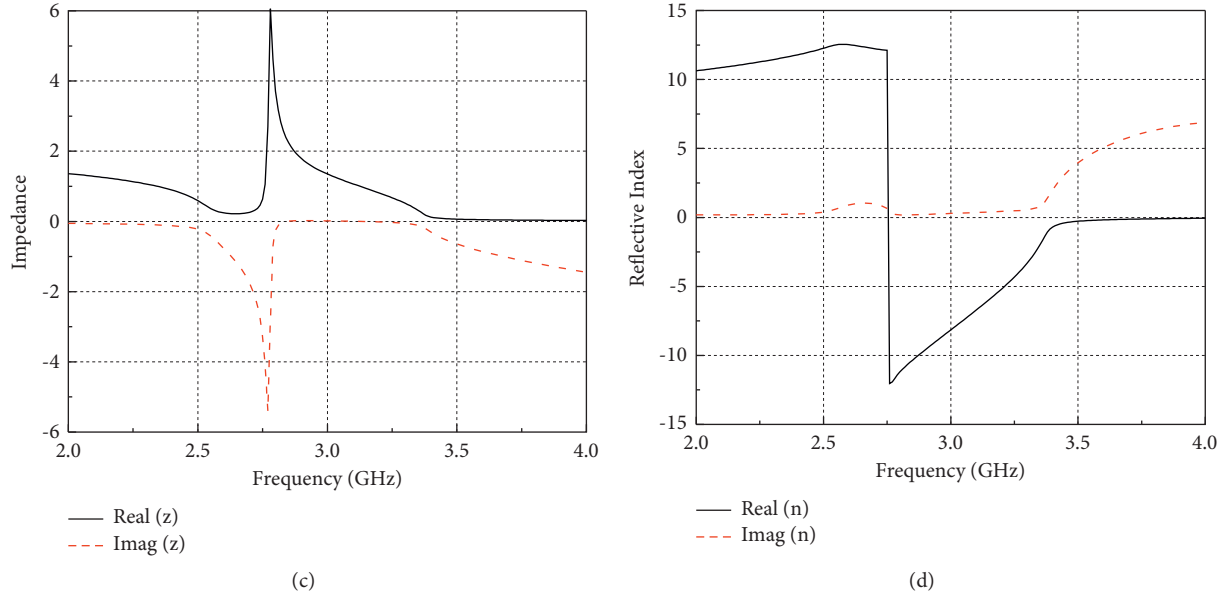 6
4
2
0
-2
-4
-6
Impedance
2.0 2.5 3.0 3.5 4.0
Frequency (GHz)
Real (z)
Imag (z)
(c)
15
10
5
0
-5
-10
-15
Reflective Index
2.0 2.5 3.0 3.5 4.0
Frequency (GHz)
Real (n)
Imag (n)
(d)